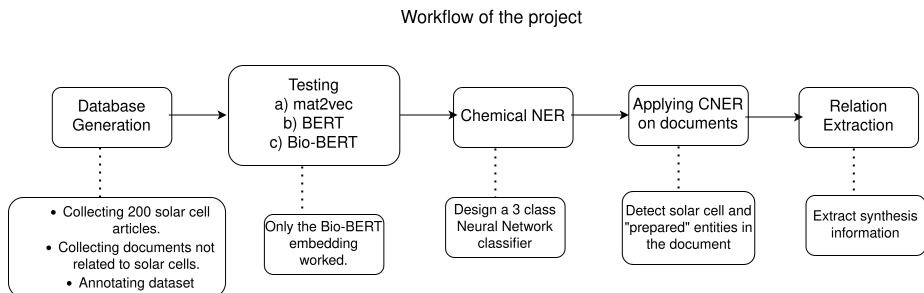 Workflow of the project
Database
Generation
Testing
a) mat2vec
b) BERT
c) Bio-BERT
Chemical NER
Applying CNER
on documents
Relation
Extraction
• Collecting 200 solar cell
articles.
• Collecting documents not
related to solar cells.
• Annotating dataset
Only the Bio-BERT
embedding
worked.
Design a 3 class
Neural Network
classifier
Detect solar cell and
"prepared" entities in
the document
Extract synthesis
information